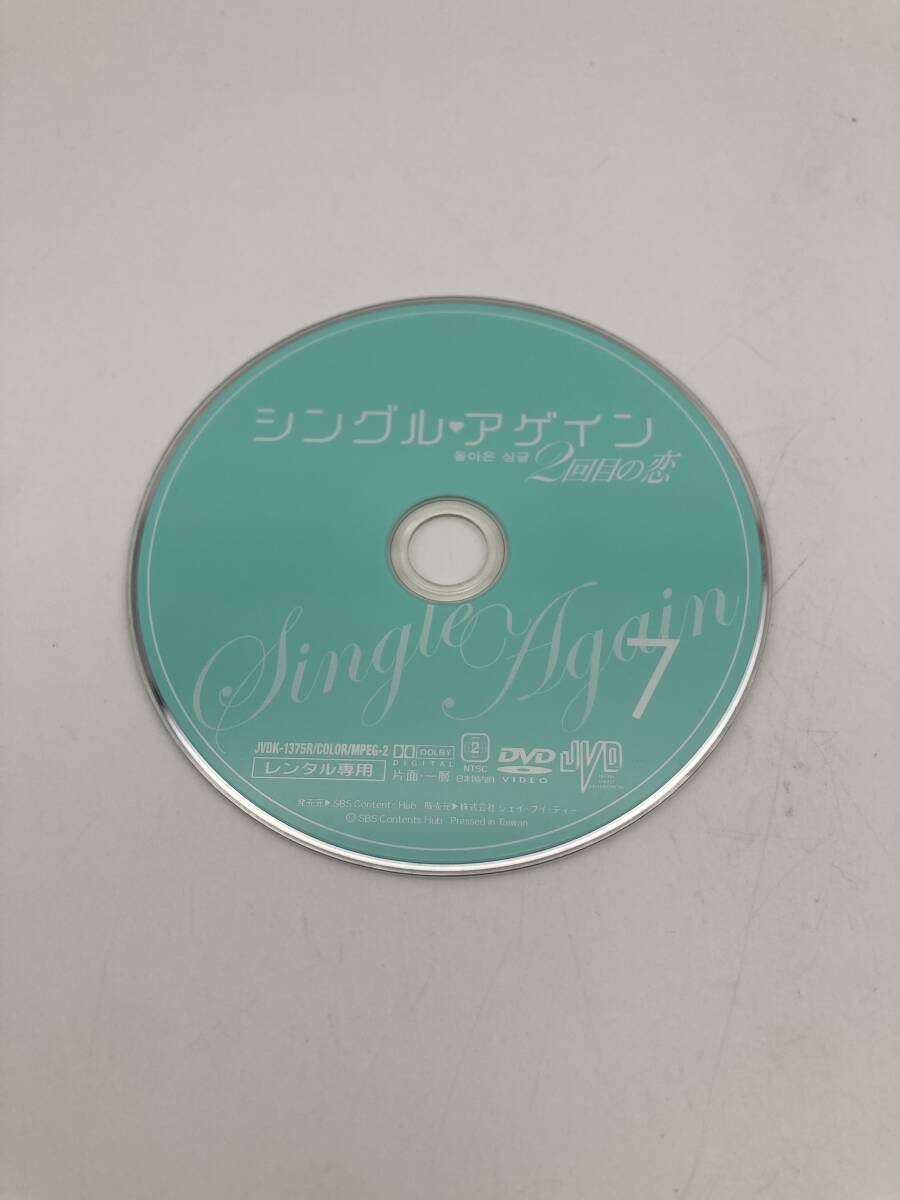 シングル♥アゲイン
돌아온 싱글 2回目の恋
Single Again
7
JVDK-1375R/COLOR/MPEG-2 DOLBY DIGITAL 2 NTSC DVD VIDEO JVD
レンタル専用 片面・一層 日本国内向
発売元▶SBS Contents Hub 販売元▶株式会社 ジェイ・ブイ・ディー
© SBS Contents Hub Pressed in Taiwan